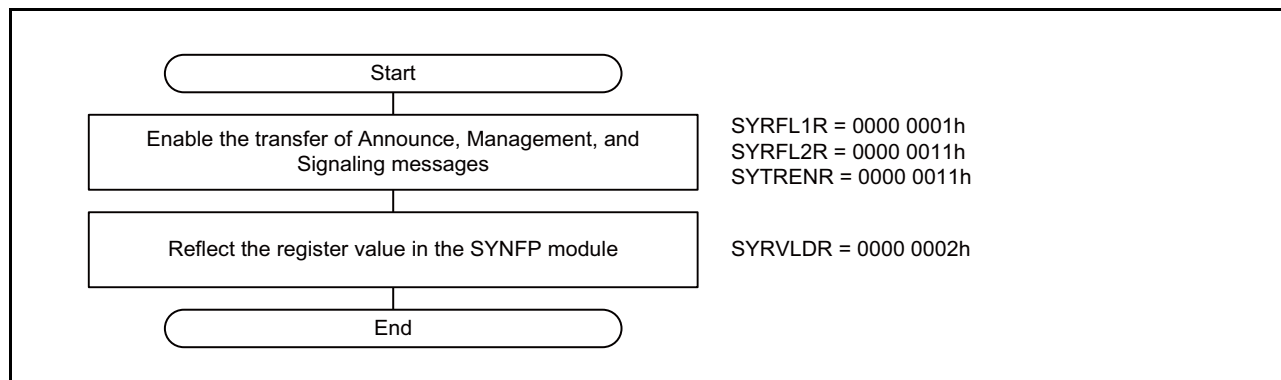 Start
Enable the transfer of Announce, Management, and
Signaling messages
SYRFL1R = 0000 0001h
SYRFL2R = 0000 0011h
SYTRENR = 0000 0011h
Reflect the register value in the SYNFP module
SYRVLDR = 0000 0002h
End